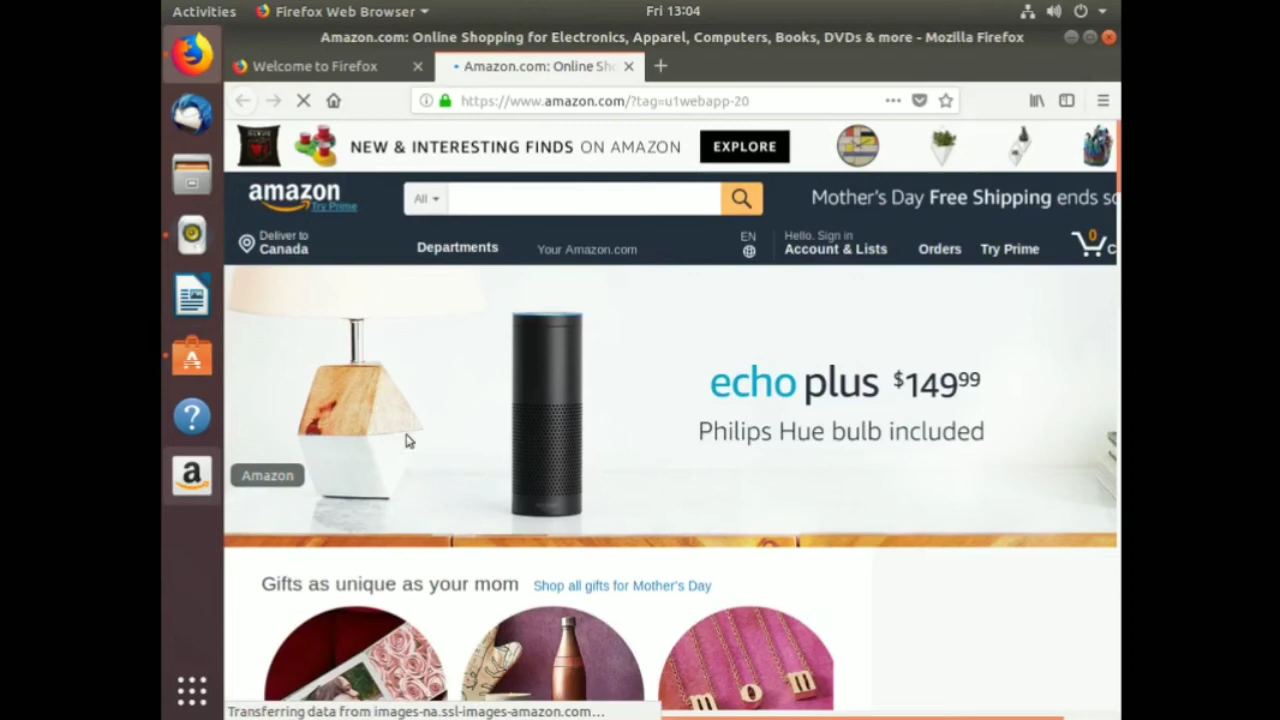 Activities
Firefox Web Browser
Fri 13:04
Amazon.com: Online Shopping for Electronics, Apparel, Computers, Books, DVDs & more - Mozilla Firefox
Welcome to Firefox
Amazon.com: Online Sh
https://www.amazon.com/?tag=u1webapp-20
NEW & INTERESTING FINDS ON AMAZON
EXPLORE
amazon
Try Prime
All
Mother's Day Free Shipping ends so
Deliver to
Canada
Departments
Your Amazon.com
EN
Hello. Sign in
Account & Lists
Orders
Try Prime
0
C
echo plus $149 99
Philips Hue bulb included
Amazon
Gifts as unique as your mom
Shop all gifts for Mother's Day
mom
Transferring data from images-na.ssl-images-amazon.com...